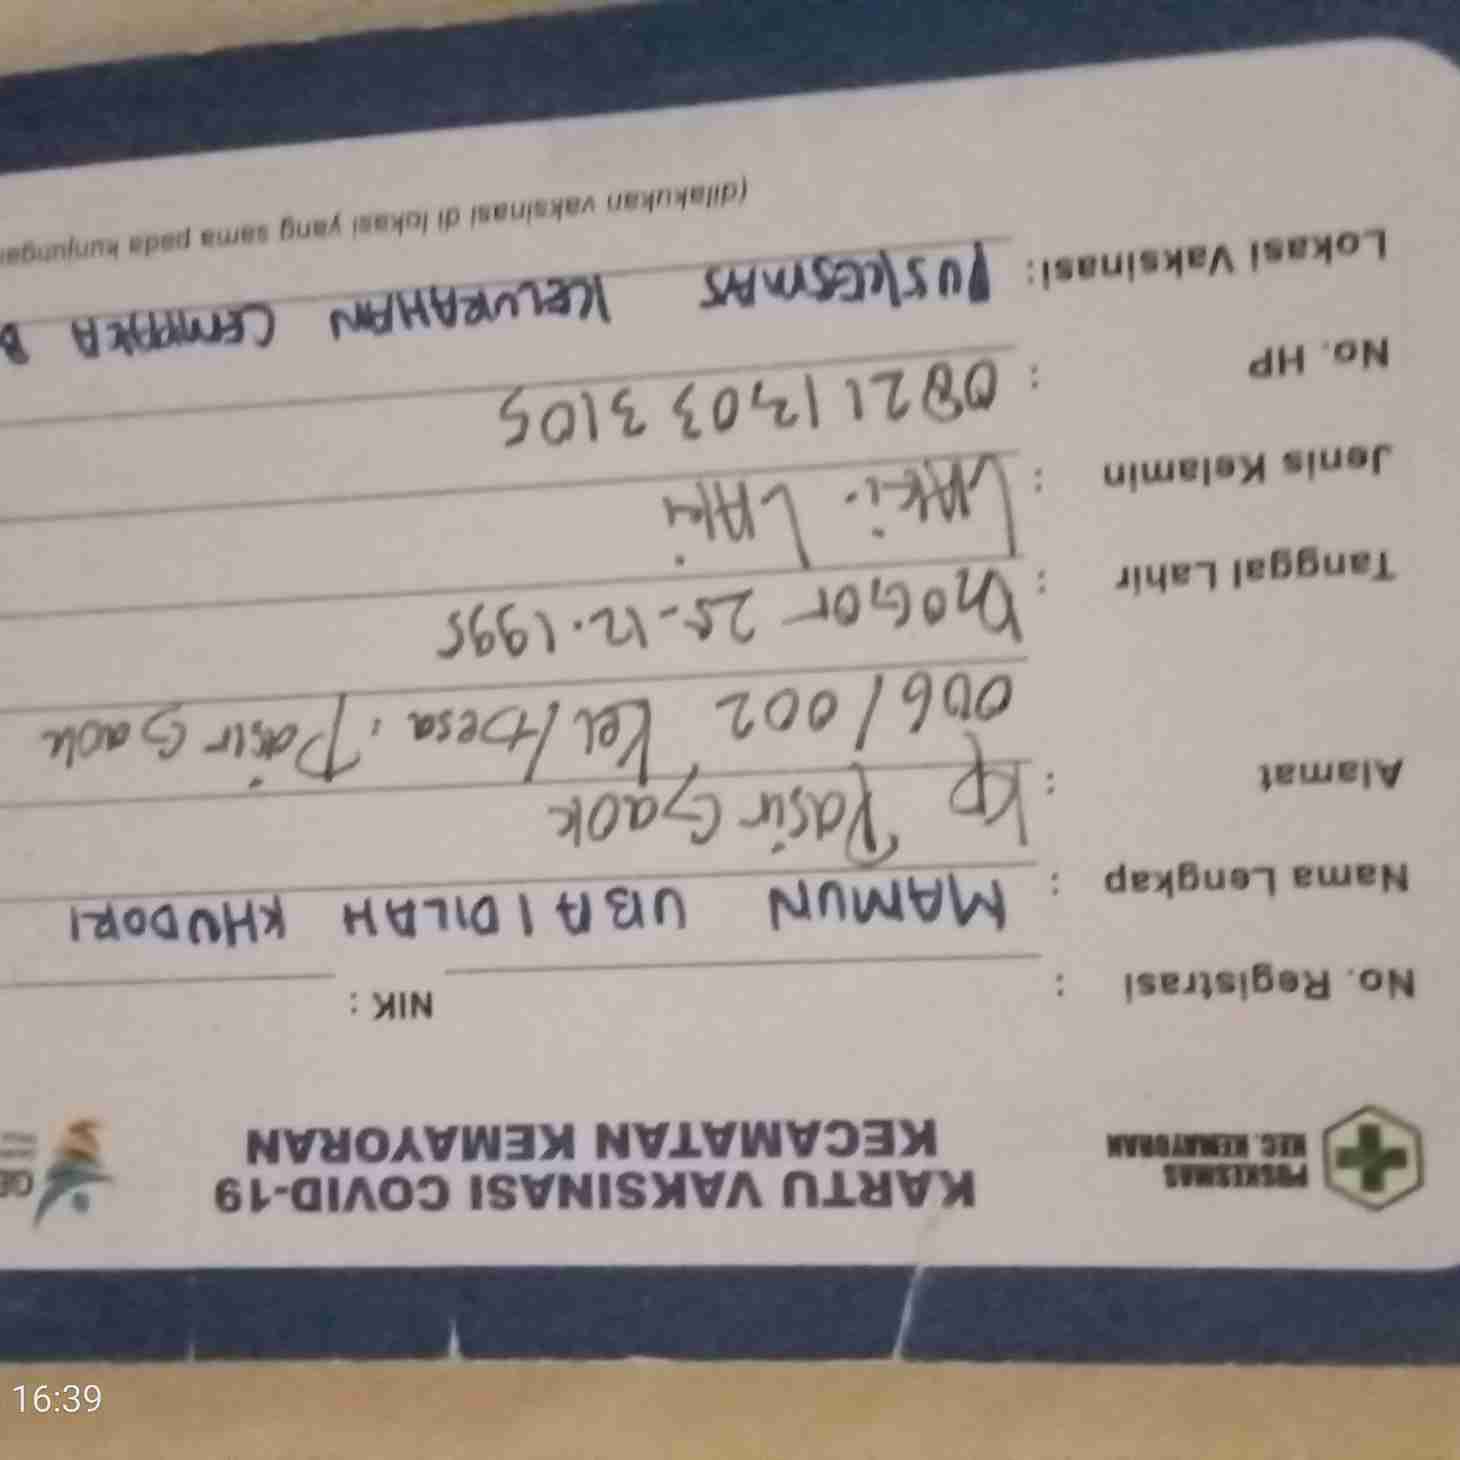 PUSKESMAS
KEC. KEMAYORAN
KARTU VAKSINASI COVID-19
KECAMATAN KEMAYORAN
GE
No. Registrasi : NIK :
Nama Lengkap : MAMUN UBAIDILAH KHUDORI
Alamat : KP Pasir Gaok
006/002 Kel/Desa : Pasir Gaok
Tanggal Lahir : BoGor 25-12-1995
Jenis Kelamin : LAKi-LAKi
No. HP : 082113033105
Lokasi Vaksinasi: PUSKESMAS KELURAHAN CEMPAKA B
(dilakukan vaksinasi di lokasi yang sama pada kunjungan
16:39